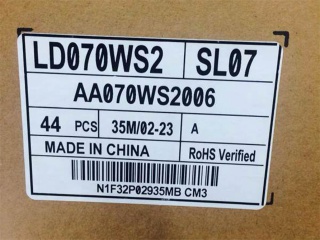 LD070WS2 SL07
AA070WS2006
44 PCS 35M/02-23 A
MADE IN CHINA RoHS Verified
N1F32P02935MB CM3